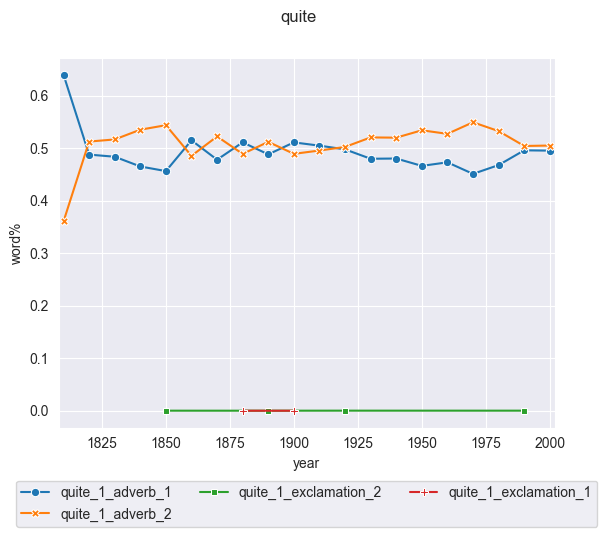 quite
0.6
0.5
0.4
0.3
0.2
0.1
0.0
word%
1825 1850 1875 1900 1925 1950 1975 2000
year
quite_1_adverb_1 quite_1_exclamation_2 quite_1_exclamation_1
quite_1_adverb_2